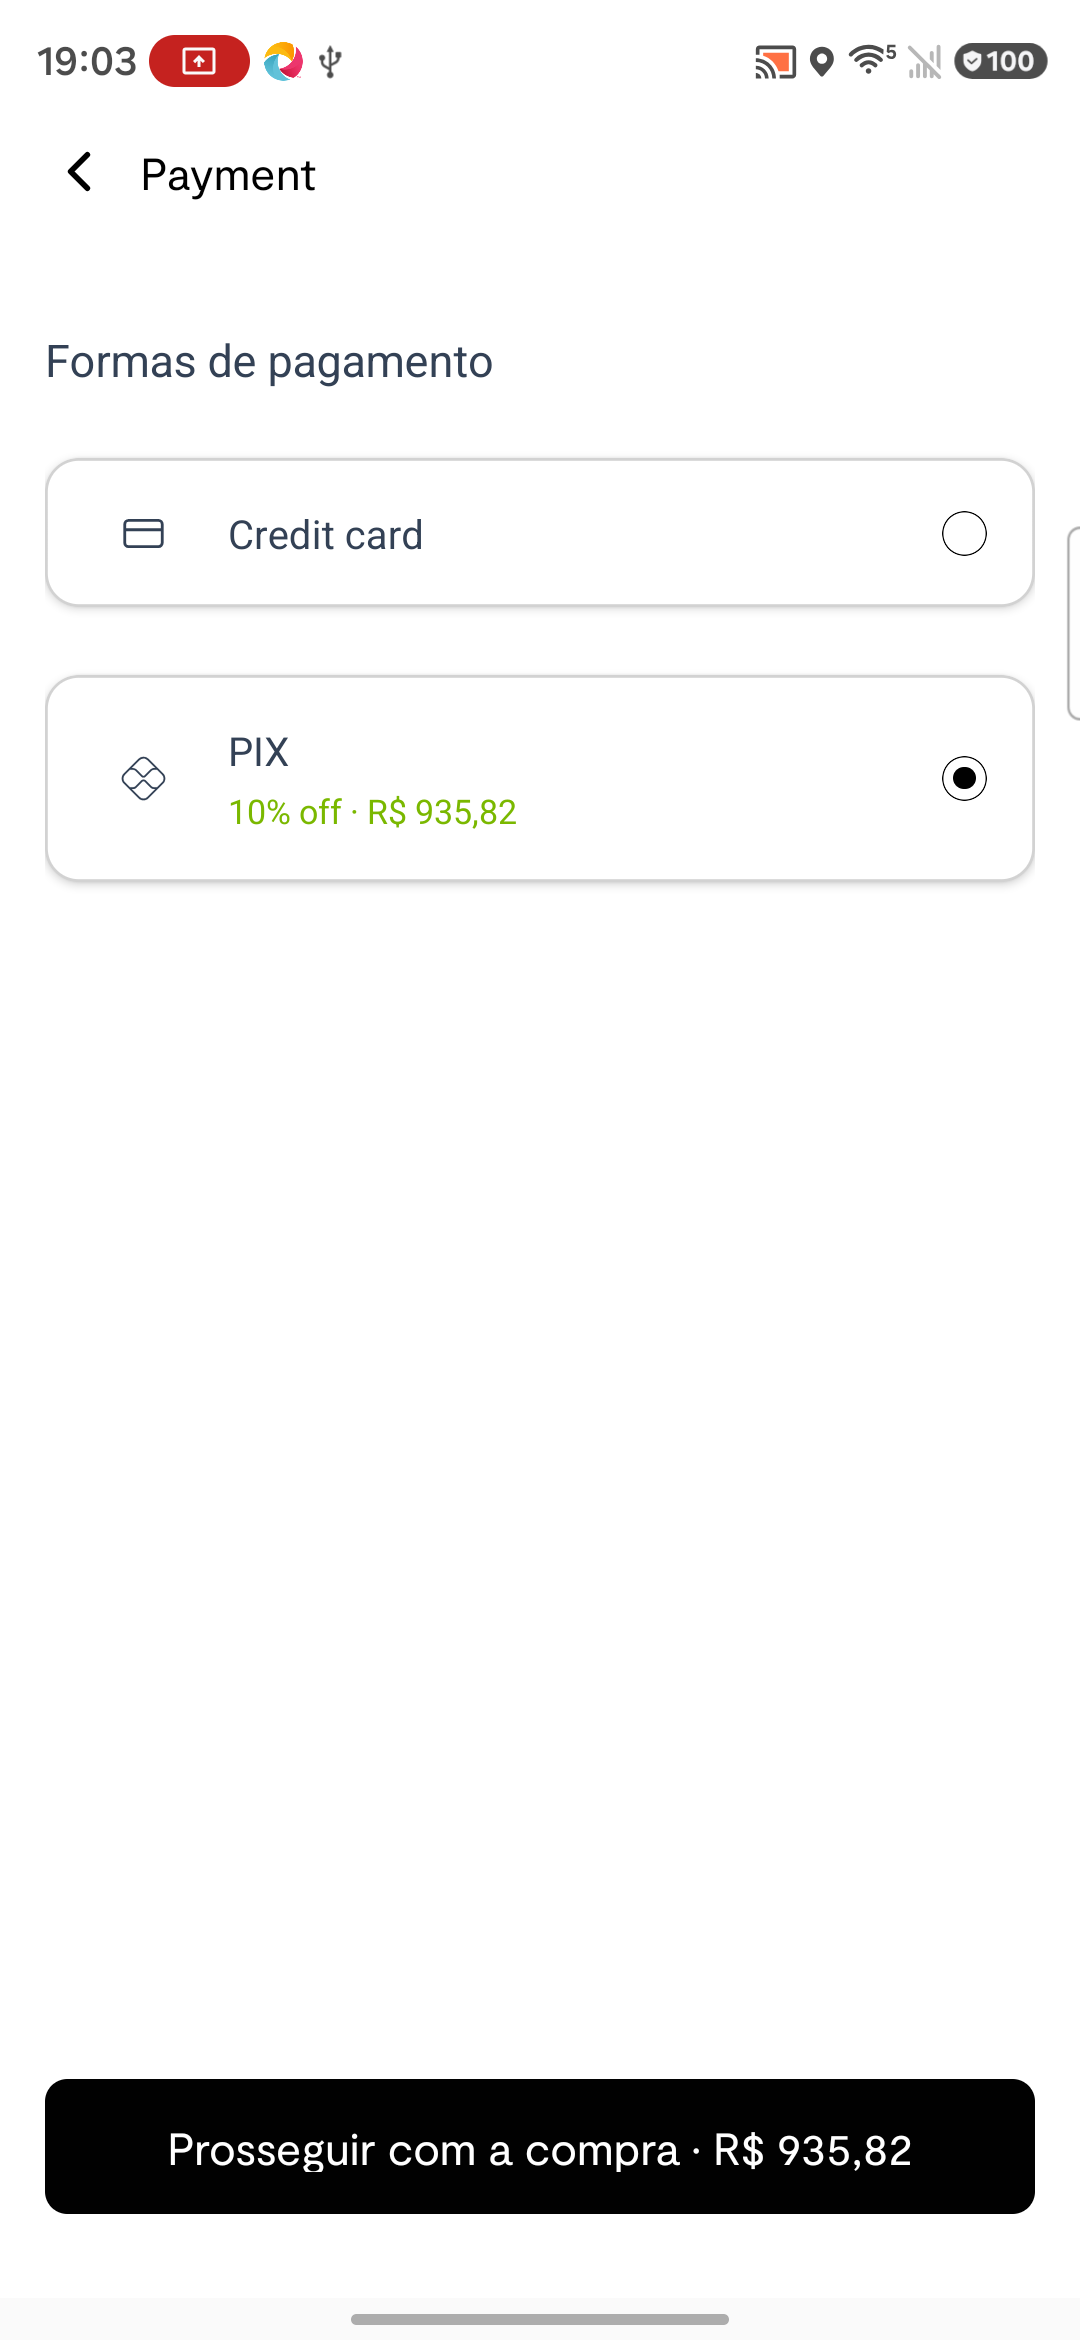 19:03
5
100
Payment
Formas de pagamento
Credit card
PIX
10% off · R$ 935,82
Prosseguir com a compra · R$ 935,82